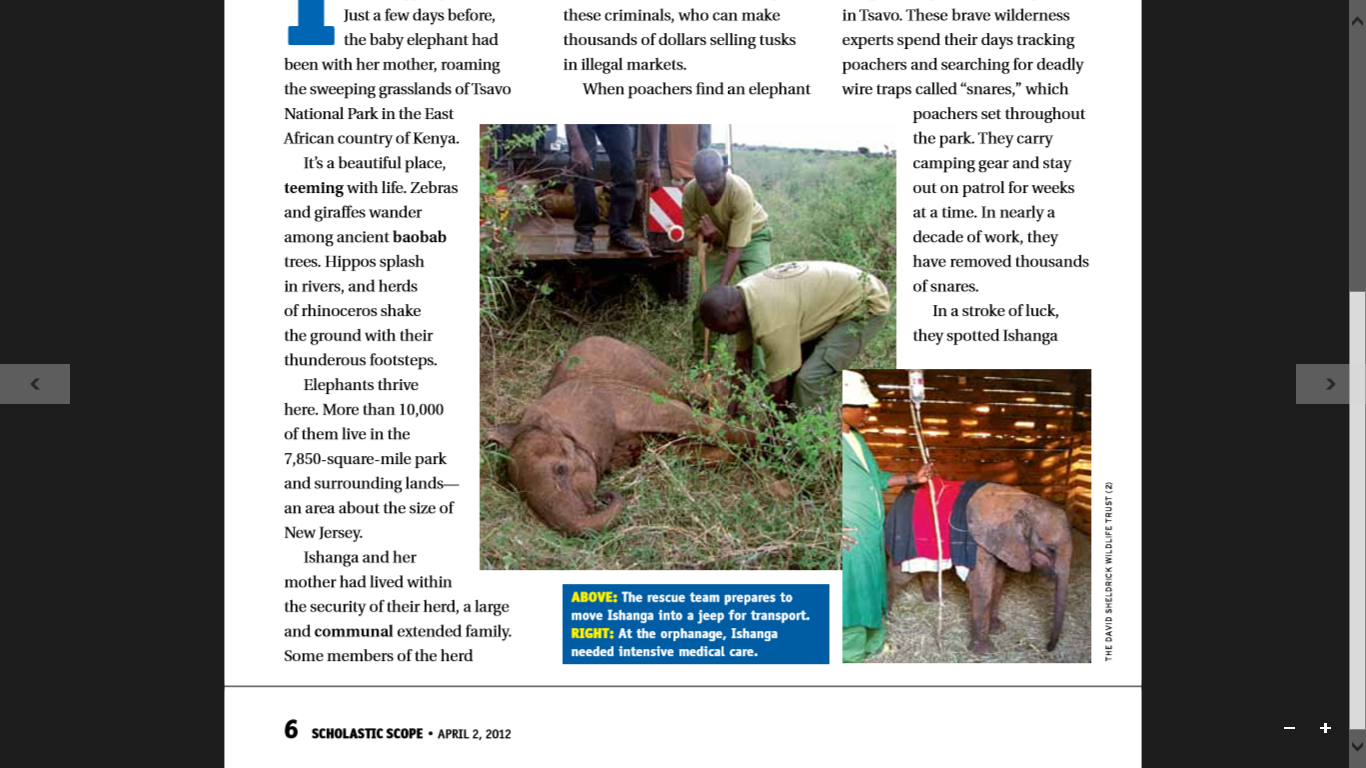 Just a few days before,
the baby elephant had
been with her mother, roaming
the sweeping grasslands of Tsavo
National Park in the East
African country of Kenya.
It's a beautiful place,
teeming with life. Zebras
and giraffes wander
among ancient baobab
trees. Hippos splash
in rivers, and herds
of rhinoceros shake
the ground with their
thunderous footsteps.
Elephants thrive
here. More than 10,000
of them live in the
7,850-square-mile park
and surrounding lands—
an area about the size of
New Jersey.
Ishanga and her
mother had lived within
the security of their herd, a large
and communal extended family.
Some members of the herd
these criminals, who can make
thousands of dollars selling tusks
in illegal markets.
When poachers find an elephant
in Tsavo. These brave wilderness
experts spend their days tracking
poachers and searching for deadly
wire traps called “snares,” which
poachers set throughout
the park. They carry
camping gear and stay
out on patrol for weeks
at a time. In nearly a
decade of work, they
have removed thousands
of snares.
In a stroke of luck,
they spotted Ishanga
ABOVE: The rescue team prepares to
move Ishanga into a jeep for transport.
RIGHT: At the orphanage, Ishanga
needed intensive medical care.
THE DAVID SHELDRICK WILDLIFE TRUST (2)
6 SCHOLASTIC SCOPE • APRIL 2, 2012